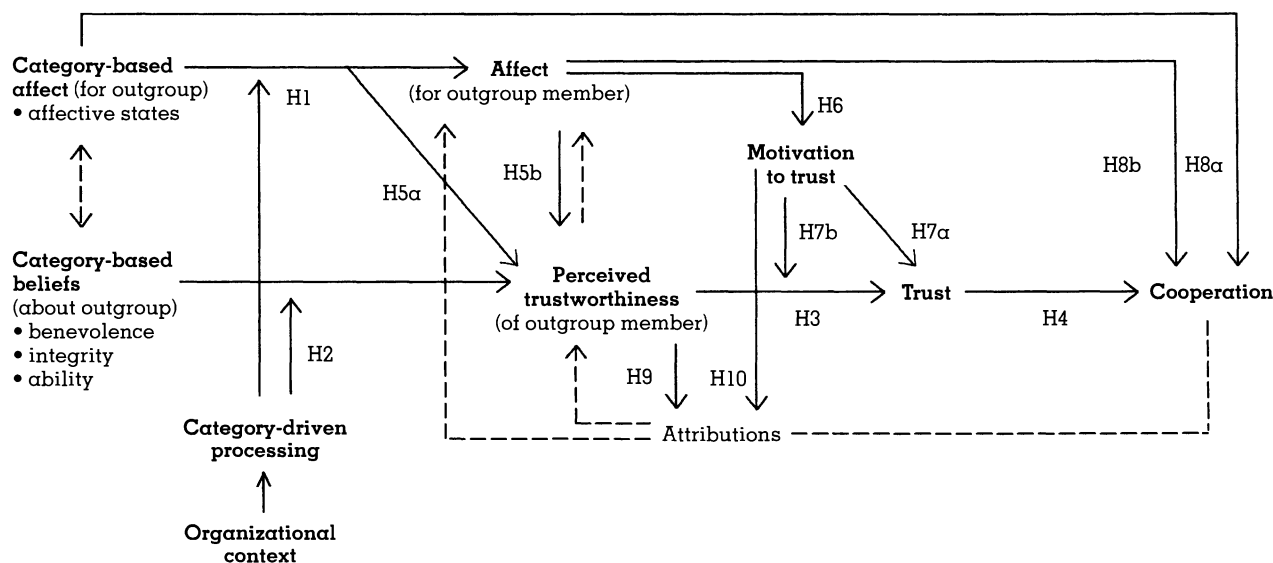 Category-based
affect (for outgroup)
• affective states
H1
Affect
(for outgroup member)
H6
Motivation
to trust
H8b
H8a
H5a
H5b
H7b
H7a
Category-based
beliefs
(about outgroup)
• benevolence
• integrity
• ability
H2
Perceived
trustworthiness
(of outgroup member)
H3
Trust
H4
Cooperation
H9
H10
Attributions
Category-driven
processing
Organizational
context